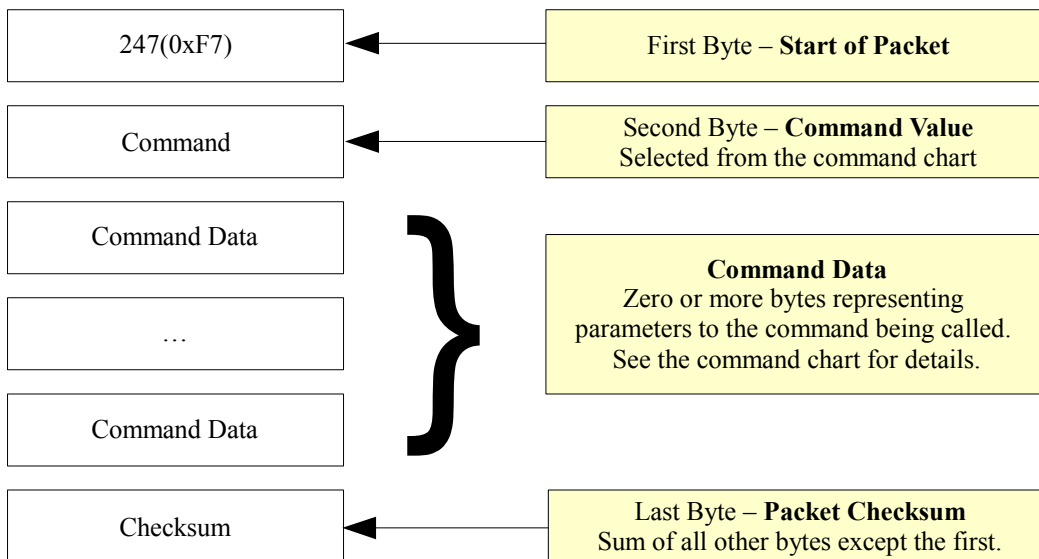 247(0xF7)
First Byte – Start of Packet
Command
Second Byte – Command Value
Selected from the command chart
Command Data
...
Command Data
Command Data
Zero or more bytes representing
parameters to the command being called.
See the command chart for details.
Checksum
Last Byte – Packet Checksum
Sum of all other bytes except the first.